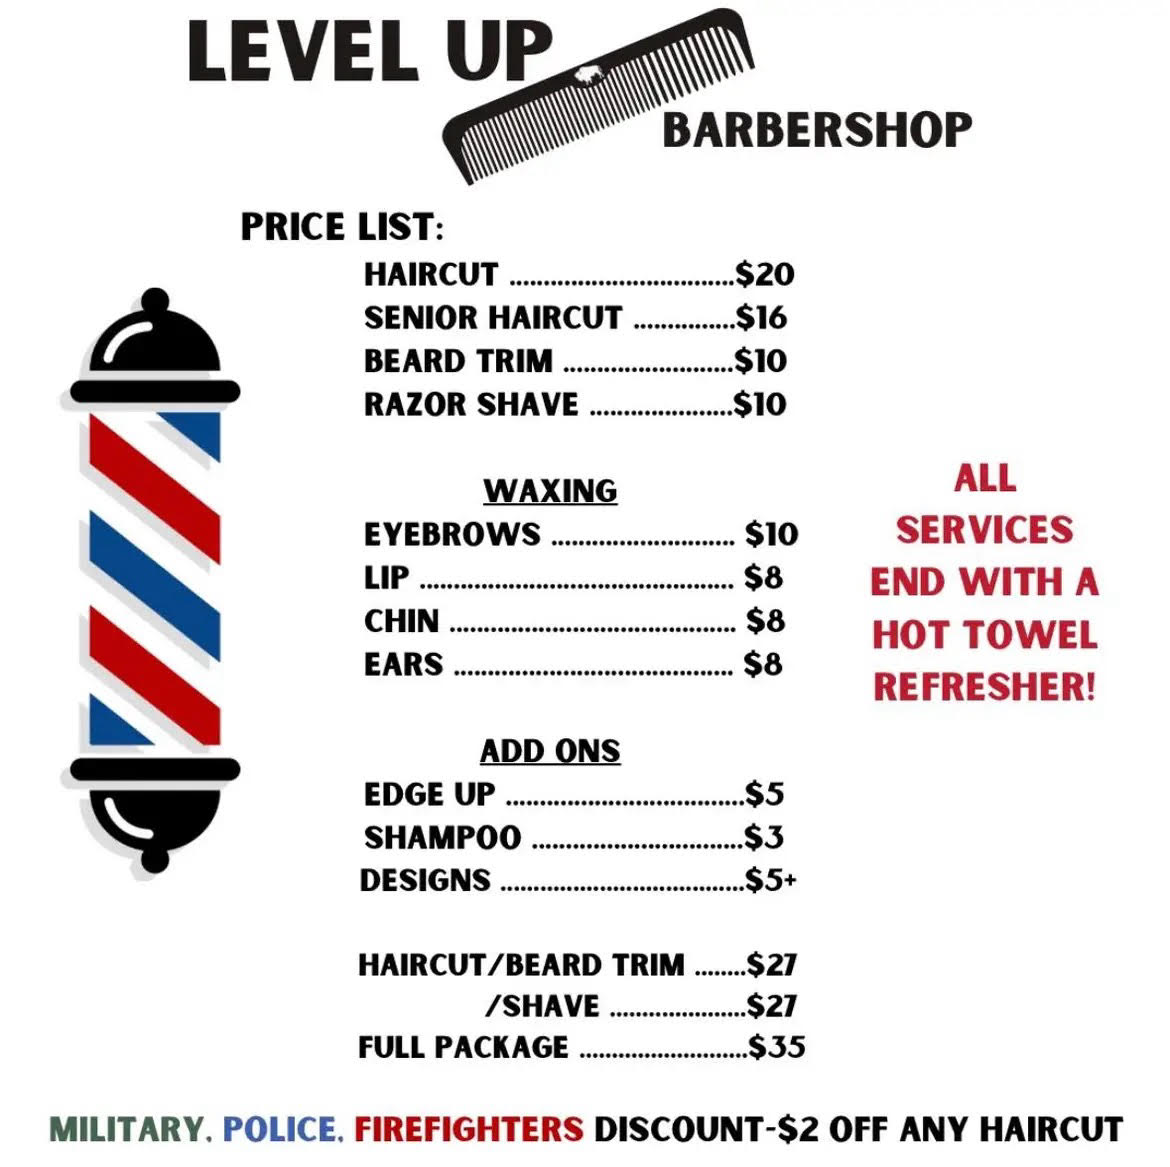 LEVEL UP
BARBERSHOP
PRICE LIST:
HAIRCUT ................................$20
SENIOR HAIRCUT ...............$16
BEARD TRIM .........................$10
RAZOR SHAVE .....................$10
WAXING
EYEBROWS ........................... $10
LIP .............................................. $8
CHIN .......................................... $8
EARS ......................................... $8
ADD ONS
EDGE UP ...................................$5
SHAMPOO ...............................$3
DESIGNS ....................................$5+
HAIRCUT/BEARD TRIM ........$27
/SHAVE ....................$27
FULL PACKAGE .........................$35
ALL
SERVICES
END WITH A
HOT TOWEL
REFRESHER!
MILITARY, POLICE, FIREFIGHTERS DISCOUNT-$2 OFF ANY HAIRCUT